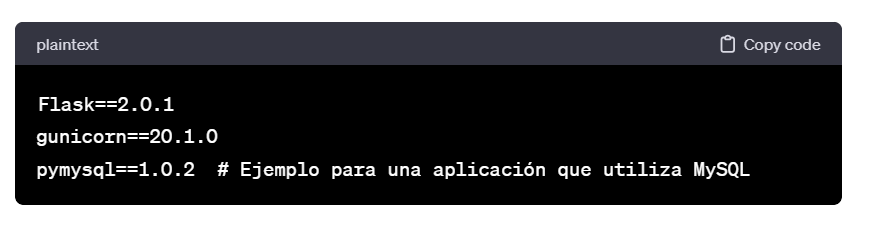 plaintext
Copy code
Flask==2.0.1
gunicorn==20.1.0
pymysql==1.0.2  # Ejemplo para una aplicación que utiliza MySQL